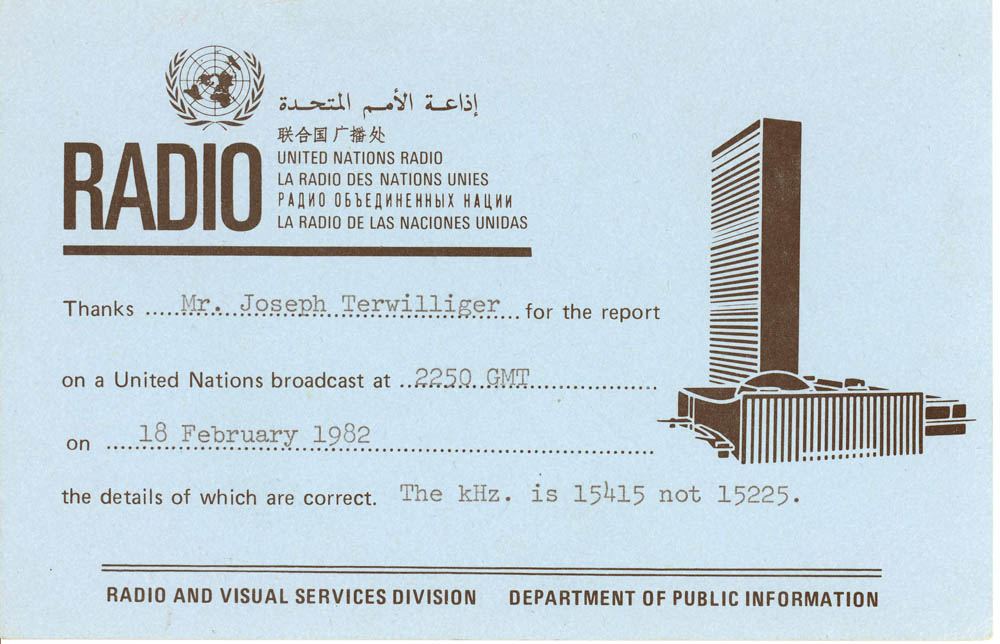 إذاعة الأمم المتحدة
联合国广播处
UNITED NATIONS RADIO
LA RADIO DES NATIONS UNIES
РАДИО ОБЪЕДИНЕННЫХ НАЦИИ
LA RADIO DE LAS NACIONES UNIDAS
RADIO
Thanks .....Mr. Joseph Terwilliger... for the report
on a United Nations broadcast at ..2250 GMT..................
on ....18 February 1982..................................
the details of which are correct. The kHz. is 15415 not 15225.
RADIO AND VISUAL SERVICES DIVISION DEPARTMENT OF PUBLIC INFORMATION